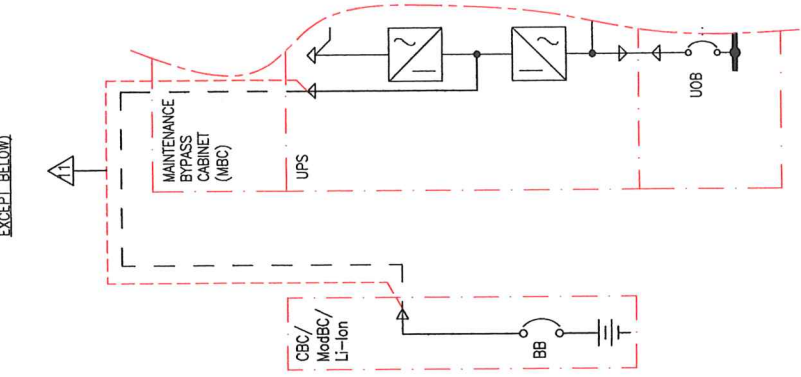 EXCEPT BELOW)
11
MAINTENANCE
BYPASS
CABINET
(MBC)
UPS
UOB
CBC/
ModBC/
Li-Ion
BB